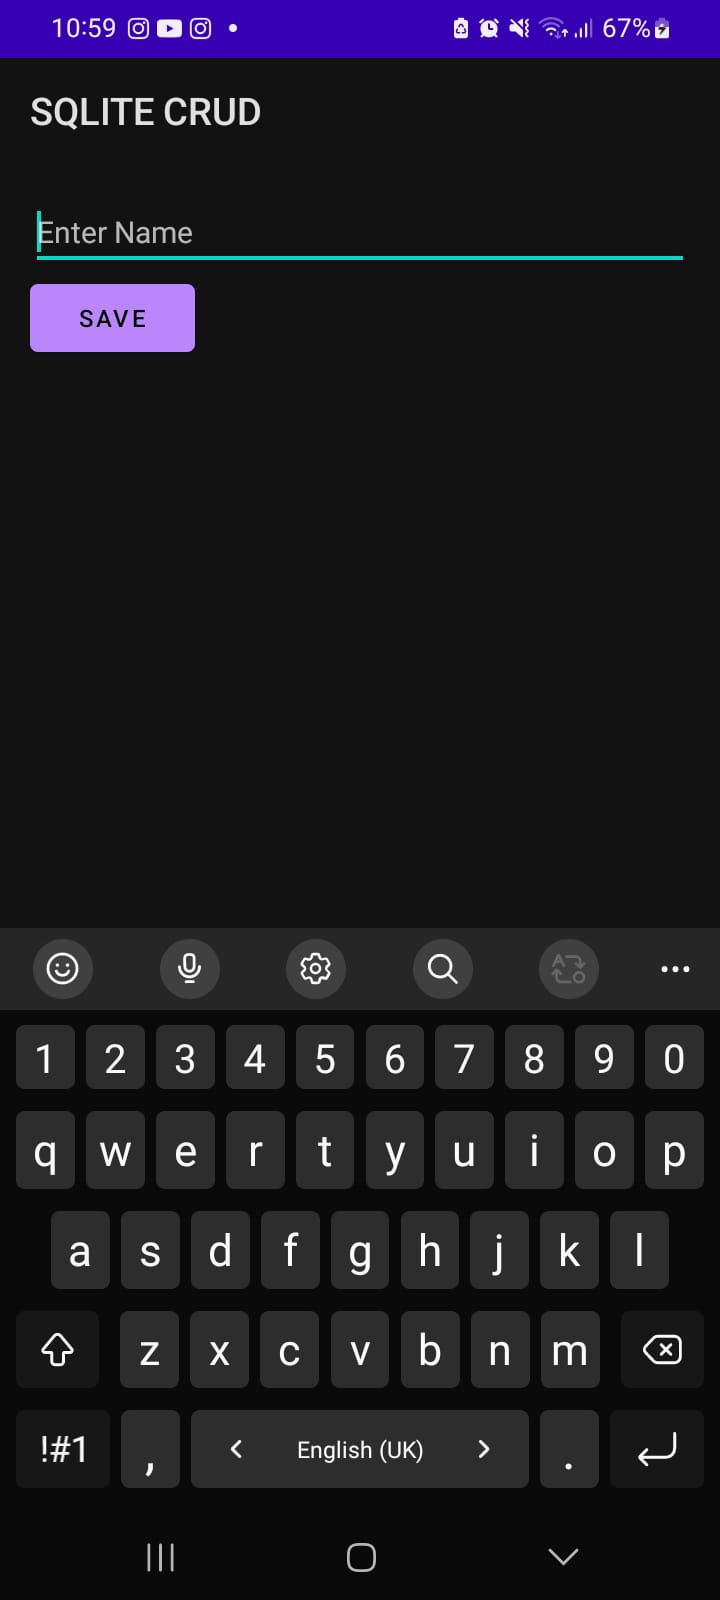 10:59 67%
SQLITE CRUD
Enter Name
SAVE
1 2 3 4 5 6 7 8 9 0
q w e r t y u i o p
a s d f g h j k l
z x c v b n m
!#1 , < English (UK) > .